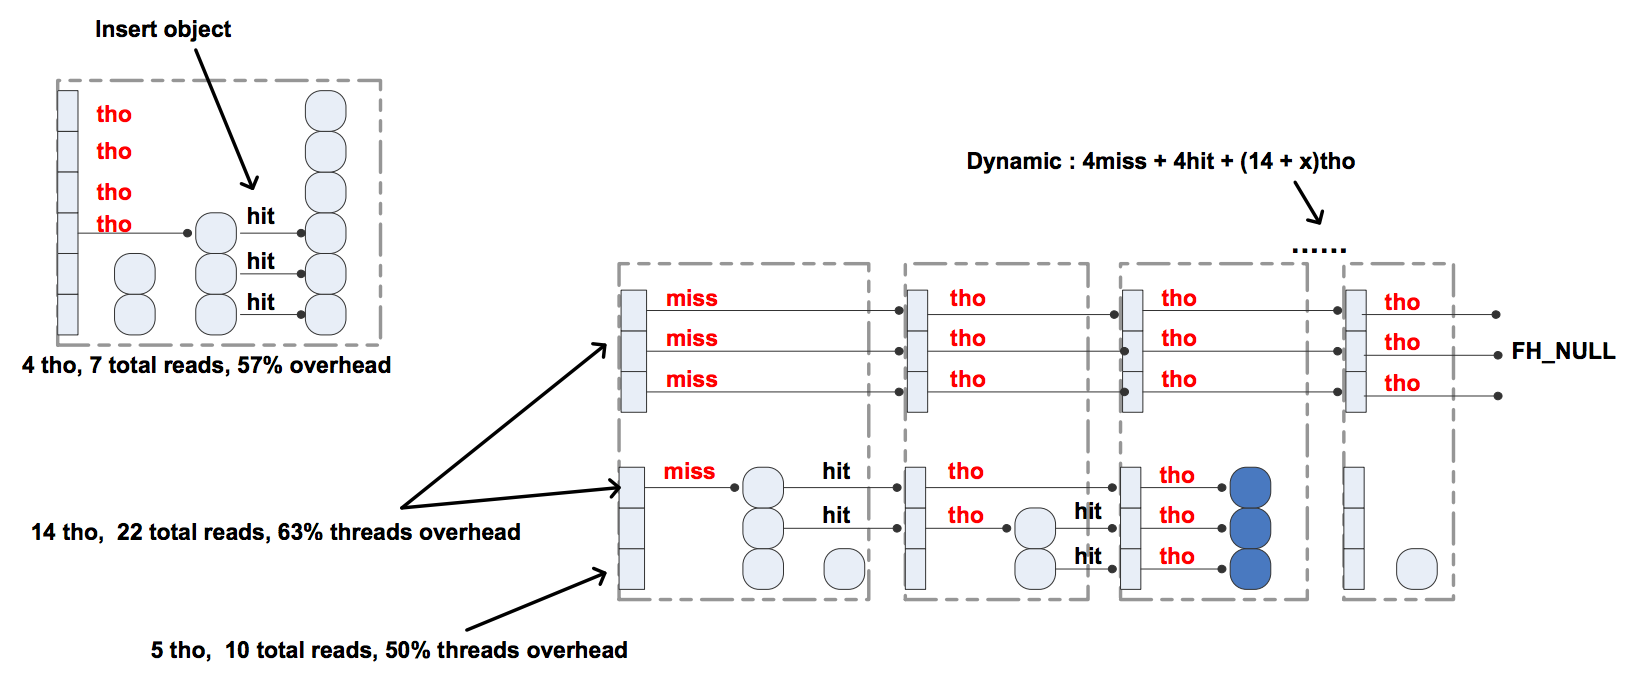 Insert object
tho
tho
tho
tho
hit
hit
hit
4 tho, 7 total reads, 57% overhead
Dynamic : 4miss + 4hit + (14 + x)tho
......
miss tho tho tho
miss tho tho tho
miss tho tho tho
FH_NULL
miss hit tho tho
hit tho hit tho
hit tho
14 tho, 22 total reads, 63% threads overhead
5 tho, 10 total reads, 50% threads overhead